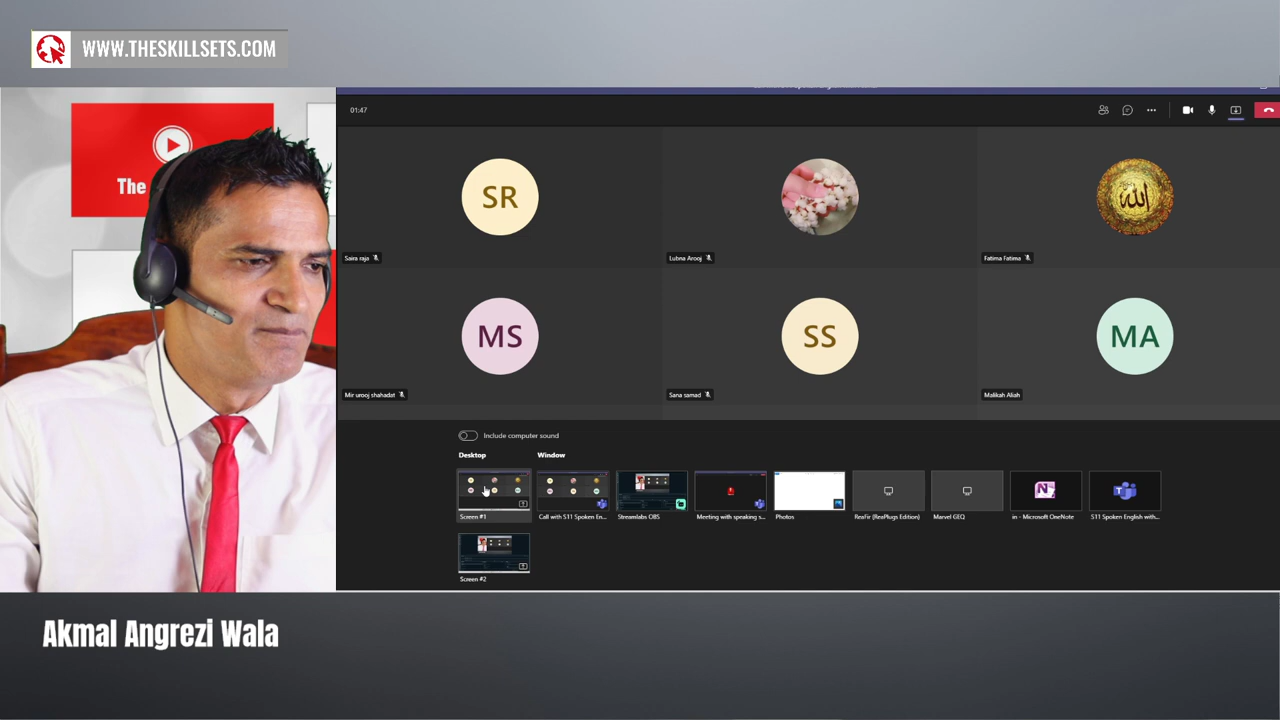 WWW.THESKILLSETS.COM
The
01:47
SR
Saira raja
Lubna Arooj
الله
Fatima Fatima
MS
Mir urooj shahadat
SS
Sana samad
MA
Malikah Aliah
Include computer sound
Desktop
Window
Screen #1
Call with S11 Spoken En...
Streamlabs OBS
Meeting with speaking s...
Photos
ReaFir (ReaPlugs Edition)
Marvel GEQ
in - Microsoft OneNote
S11 Spoken English with...
Screen #2
Akmal Angrezi Wala